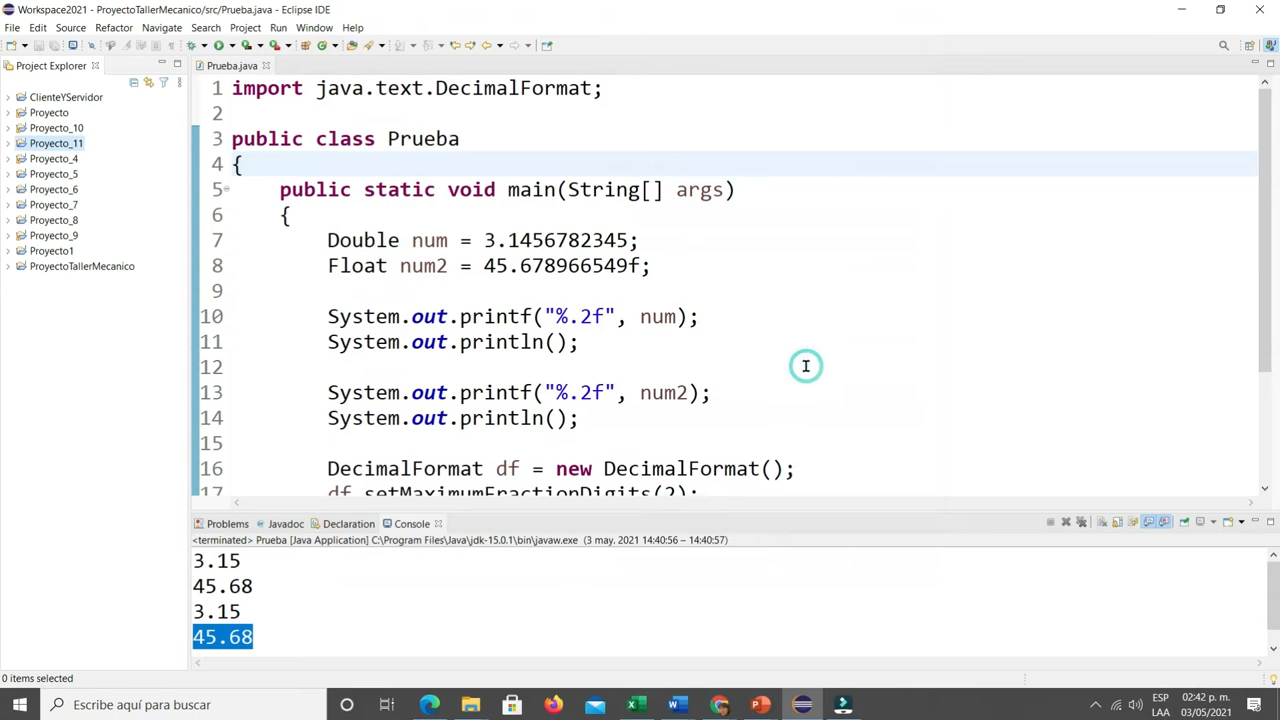 Workspace2021 - ProyectoTallerMecanico/src/Prueba.java - Eclipse IDE
File Edit Source Refactor Navigate Search Project Run Window Help
Project Explorer
Prueba.java
ClienteYServidor
Proyecto
Proyecto_10
Proyecto_11
Proyecto_4
Proyecto_5
Proyecto_6
Proyecto_7
Proyecto_8
Proyecto_9
Proyecto1
ProyectoTallerMecanico
1 import java.text.DecimalFormat;
2
3 public class Prueba
4 {
5 public static void main(String[] args)
6 {
7 Double num = 3.1456782345;
8 Float num2 = 45.678966549f;
9
10 System.out.printf("%.2f", num);
11 System.out.println();
12
13 System.out.printf("%.2f", num2);
14 System.out.println();
15
16 DecimalFormat df = new DecimalFormat();
17 df.setMaximumFractionDigits(2);
Problems Javadoc Declaration Console
<terminated> Prueba [Java Application] C:\Program Files\Java\jdk-15.0.1\bin\javaw.exe (3 may. 2021 14:40:56 – 14:40:57)
3.15
45.68
3.15
45.68
0 items selected
Escribe aquí para buscar
ESP
LAA
02:42 p. m.
03/05/2021